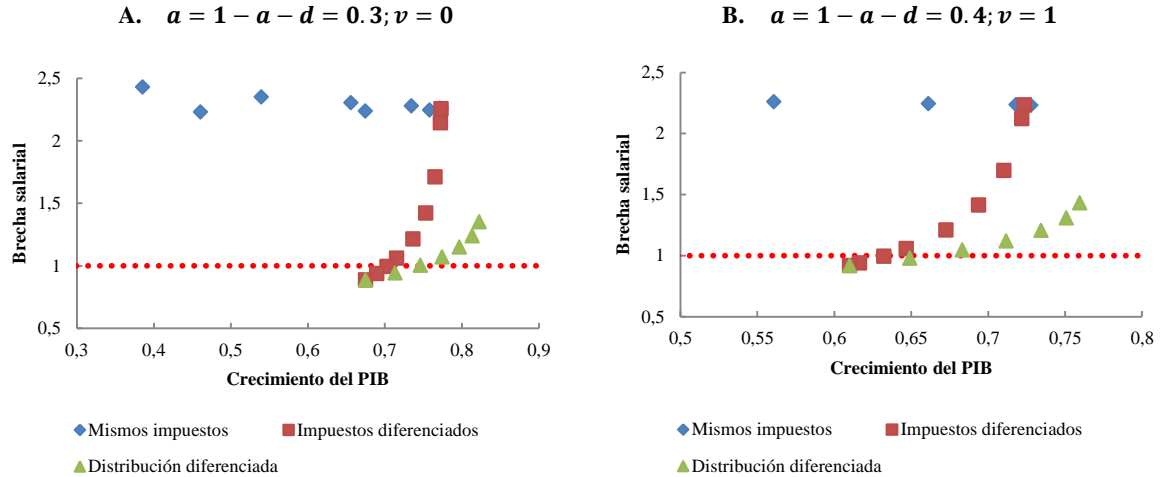 A. a = 1 − a − d = 0.3; v = 0
Brecha salarial
2,5
2
1,5
1
0,5
0,3 0,4 0,5 0,6 0,7 0,8 0,9
Crecimiento del PIB
Mismos impuestos Impuestos diferenciados
Distribución diferenciada
B. a = 1 − a − d = 0.4; v = 1
Brecha salarial
2,5
2
1,5
1
0,5
0,5 0,55 0,6 0,65 0,7 0,75 0,8
Crecimiento del PIB
Mismos impuestos Impuestos diferenciados
Distribución diferenciada